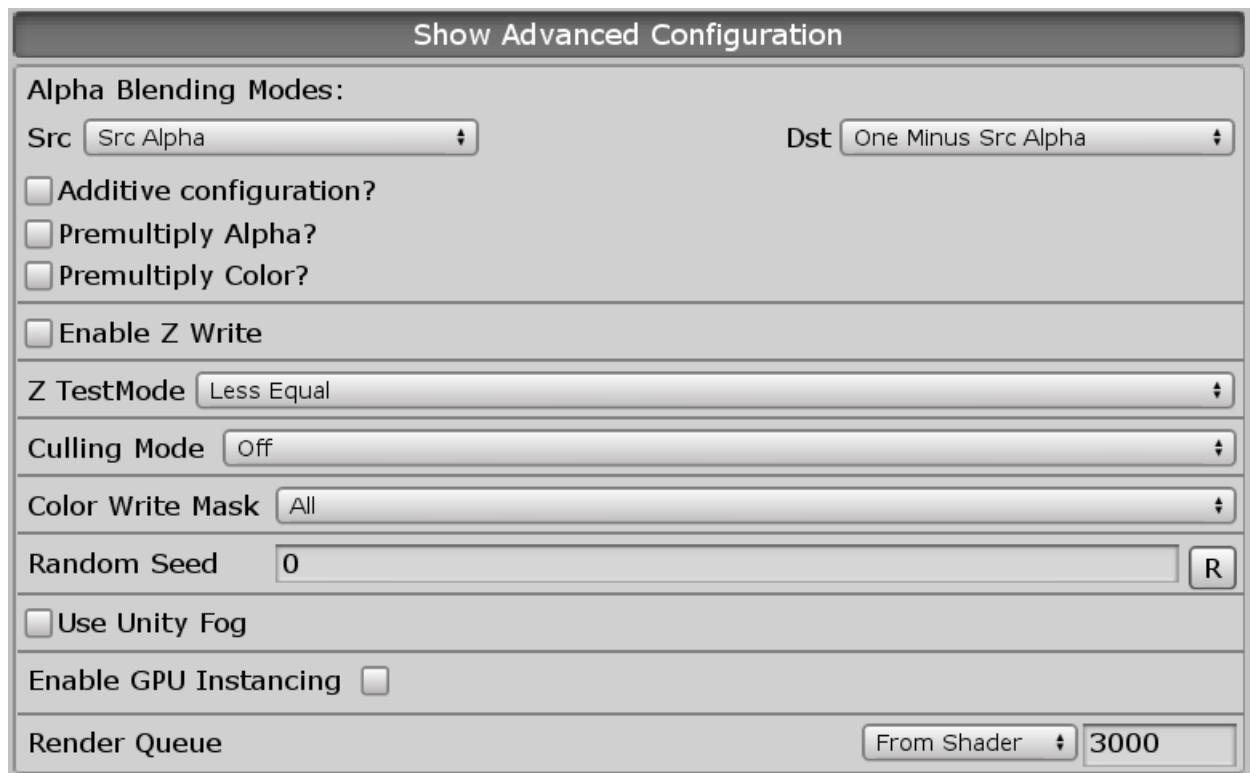 Show Advanced Configuration
Alpha Blending Modes:
Src Src Alpha Dst One Minus Src Alpha
Additive configuration?
Premultiply Alpha?
Premultiply Color?
Enable Z Write
Z TestMode Less Equal
Culling Mode Off
Color Write Mask All
Random Seed 0 R
Use Unity Fog
Enable GPU Instancing
Render Queue From Shader 3000